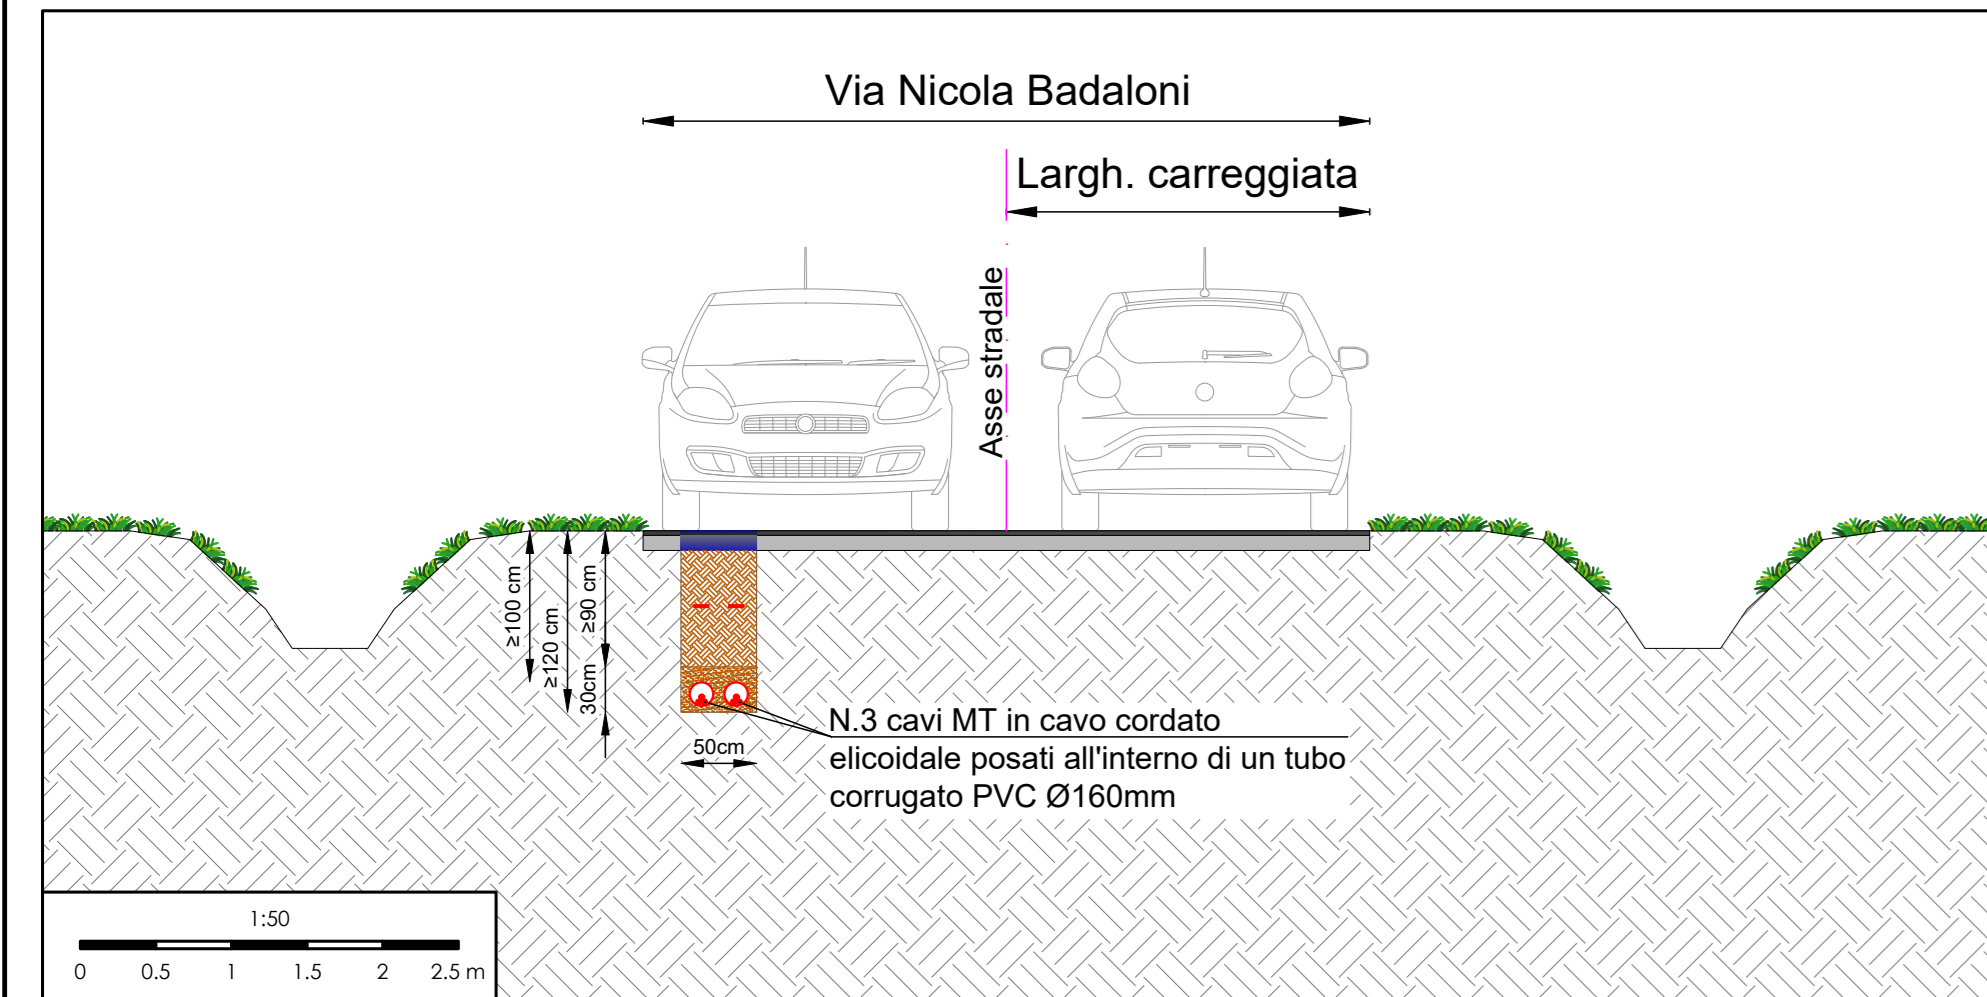 Via Nicola Badaloni
Largh. carreggiata
Asse stradale
≥100 cm
≥120 cm
≥90 cm
30cm
50cm
N.3 cavi MT in cavo cordato
elicoidale posati all'interno di un tubo
corrugato PVC Ø160mm
1:50
0 0.5 1 1.5 2 2.5 m